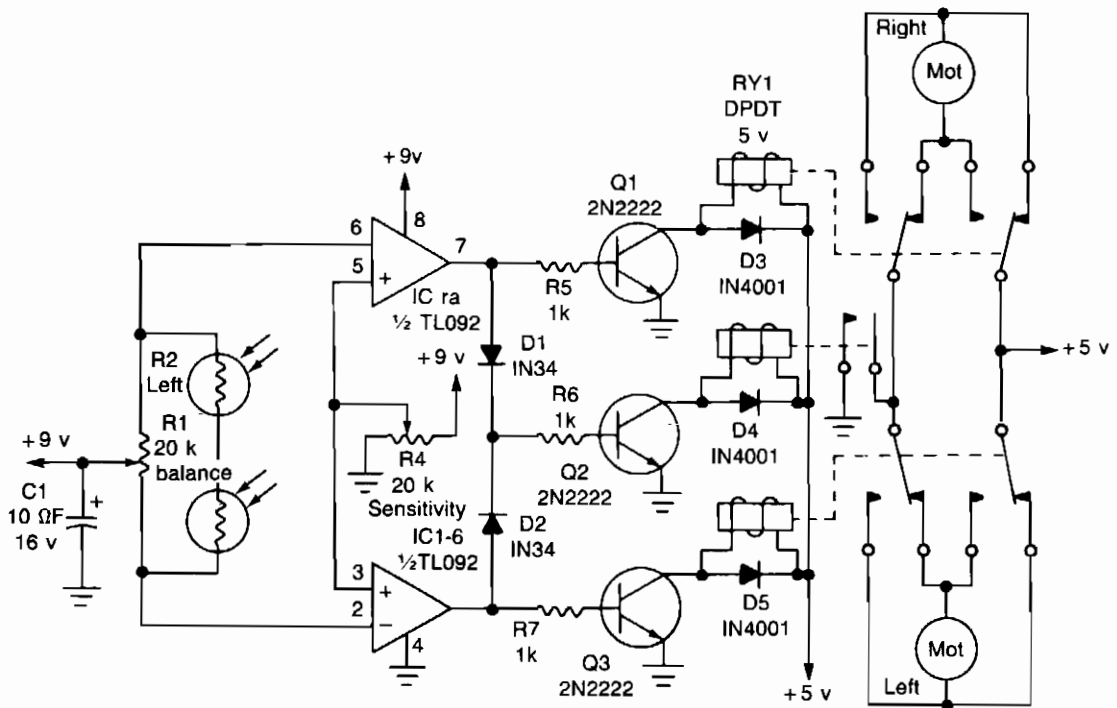 Right
Mot
RY1
DPDT
5 v
+9v
Q1
2N2222
6
8
7
5
+
IC ra
½ TL092
R5
1k
D3
IN4001
D1
IN34
+9 v
R2
Left
R1
20 k
balance
+9 v
C1
10 ΩF
16 v
+
R4
20 k
Sensitivity
R6
1k
Q2
2N2222
D4
IN4001
+5 v
IC1-6
½TL092
D2
IN34
3
+
2
−
4
R7
1k
Q3
2N2222
D5
IN4001
+5 v
Mot
Left